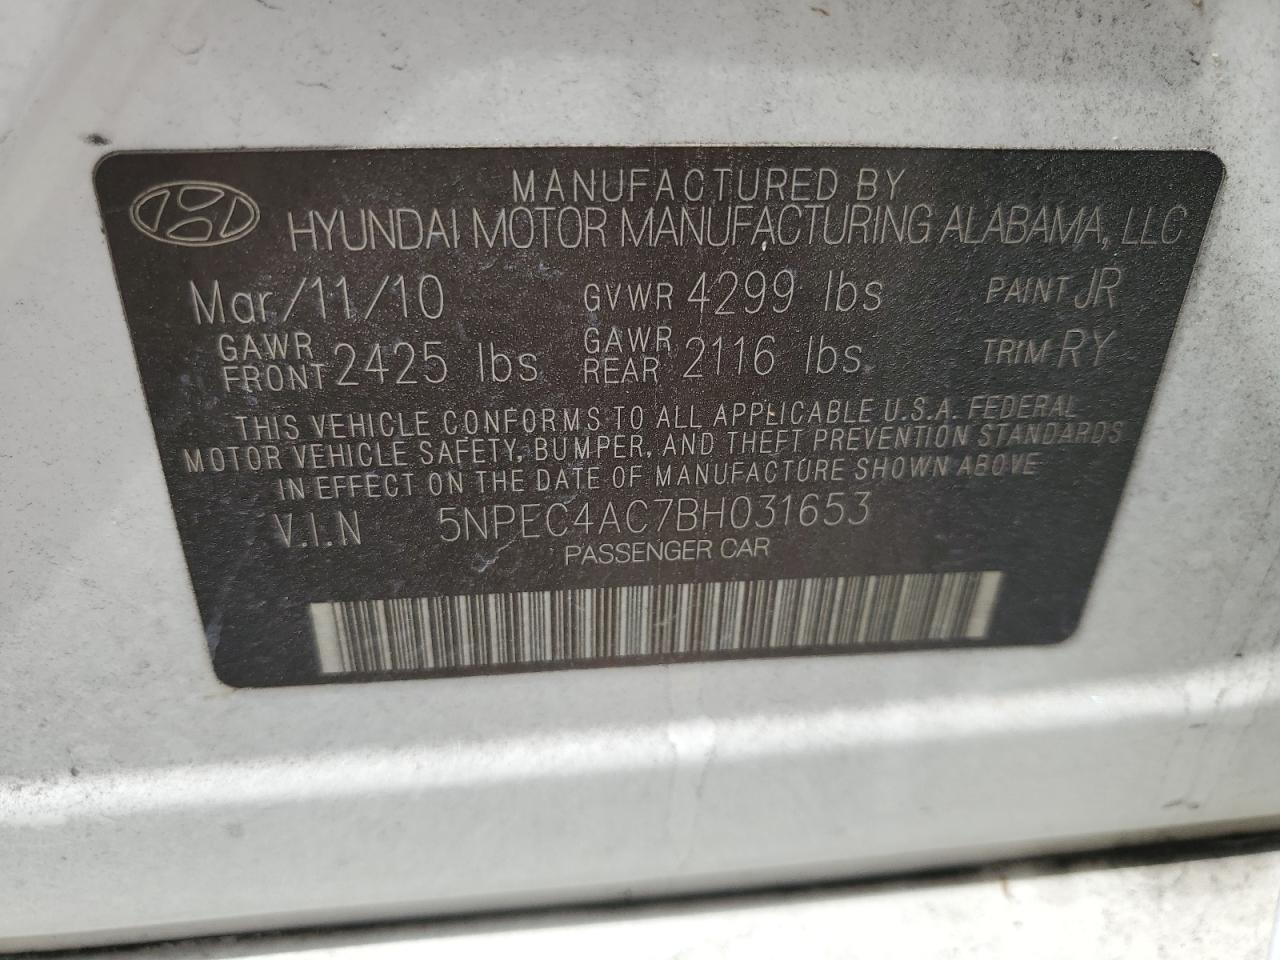 MANUFACTURED BY
HYUNDAI MOTOR MANUFACTURING ALABAMA, LLC
Mar/11/10 GVWR 4299 lbs PAINT JR
GAWR FRONT 2425 lbs GAWR REAR 2116 lbs TRIM RY
THIS VEHICLE CONFORMS TO ALL APPLICABLE U.S.A. FEDERAL
MOTOR VEHICLE SAFETY, BUMPER, AND THEFT PREVENTION STANDARDS
IN EFFECT ON THE DATE OF MANUFACTURE SHOWN ABOVE
V.I.N 5NPEC4AC7BH031653
PASSENGER CAR